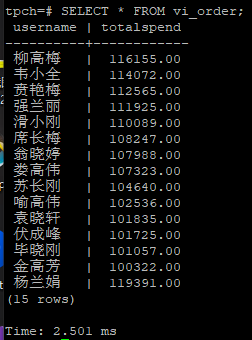 tpch=# SELECT * FROM vi_order;
username | totalspend
----------+------------
柳高梅 | 116155.00
韦小全 | 114072.00
贲艳梅 | 112565.00
强兰丽 | 111925.00
滑小刚 | 110089.00
席长梅 | 108247.00
翁晓婷 | 107988.00
娄高伟 | 107323.00
苏长刚 | 104640.00
喻高伟 | 102536.00
袁晓轩 | 101835.00
伏成峰 | 101725.00
毕晓刚 | 101057.00
金高芳 | 100322.00
杨兰娟 | 119391.00
(15 rows)
Time: 2.501 ms